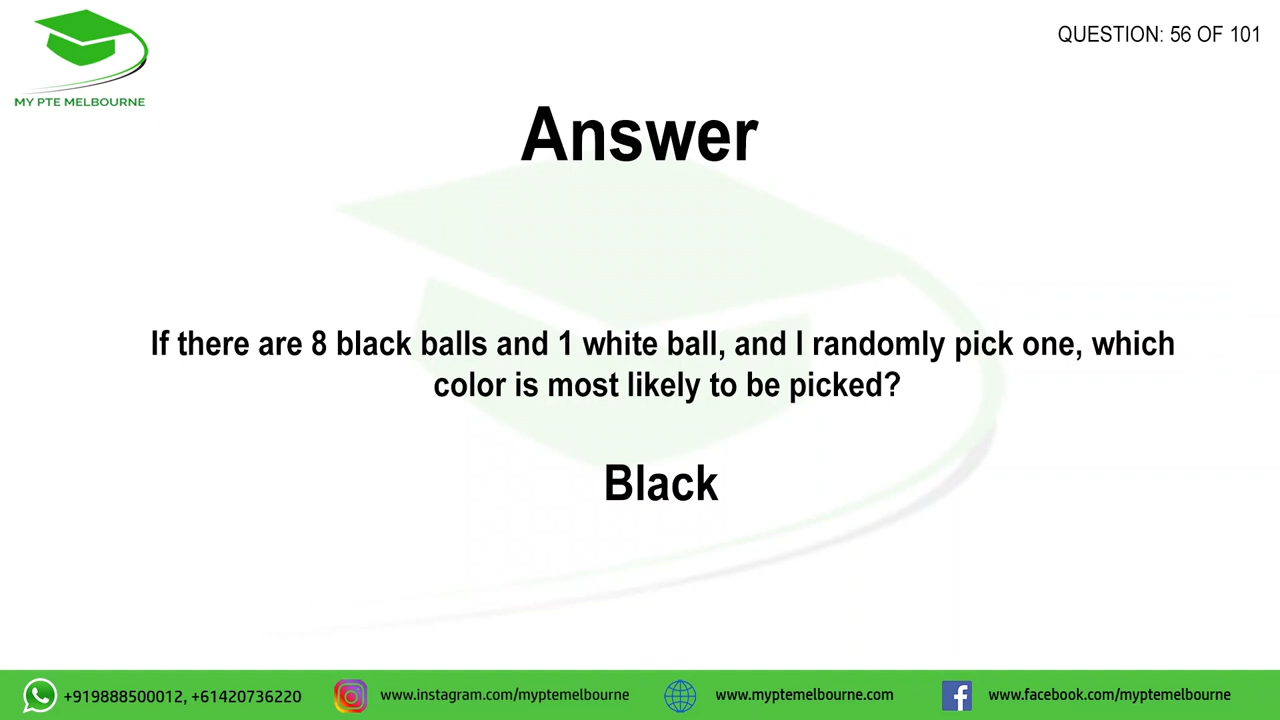 QUESTION: 56 OF 101
MY PTE MELBOURNE
Answer
If there are 8 black balls and 1 white ball, and I randomly pick one, which
color is most likely to be picked?
Black
+919888500012, +61420736220
www.instagram.com/myptemelbourne
www.myptemelbourne.com
www.facebook.com/myptemelbourne